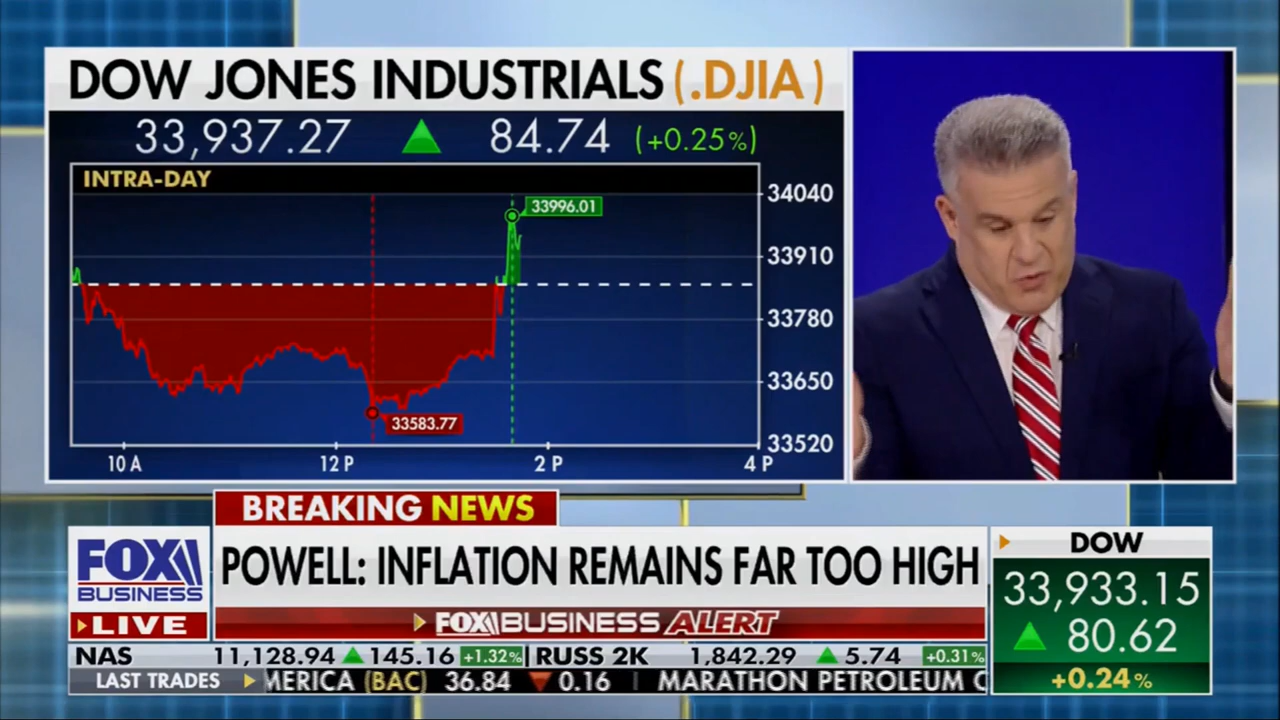 DOW JONES INDUSTRIALS (.DJIA)
33,937.27 ▲ 84.74 (+0.25%)
INTRA-DAY
33996.01
33583.77
34040
33910
33780
33650
33520
10 A 12 P 2 P 4 P
BREAKING NEWS
FOX
BUSINESS
LIVE
POWELL: INFLATION REMAINS FAR TOO HIGH
FOX BUSINESS ALERT
DOW
33,933.15
▲ 80.62
+0.24%
NAS 11,128.94 ▲ 145.16 +1.32% RUSS 2K 1,842.29 ▲ 5.74 +0.31%
LAST TRADES MERICA (BAC) 36.84 ▼ 0.16 MARATHON PETROLEUM C